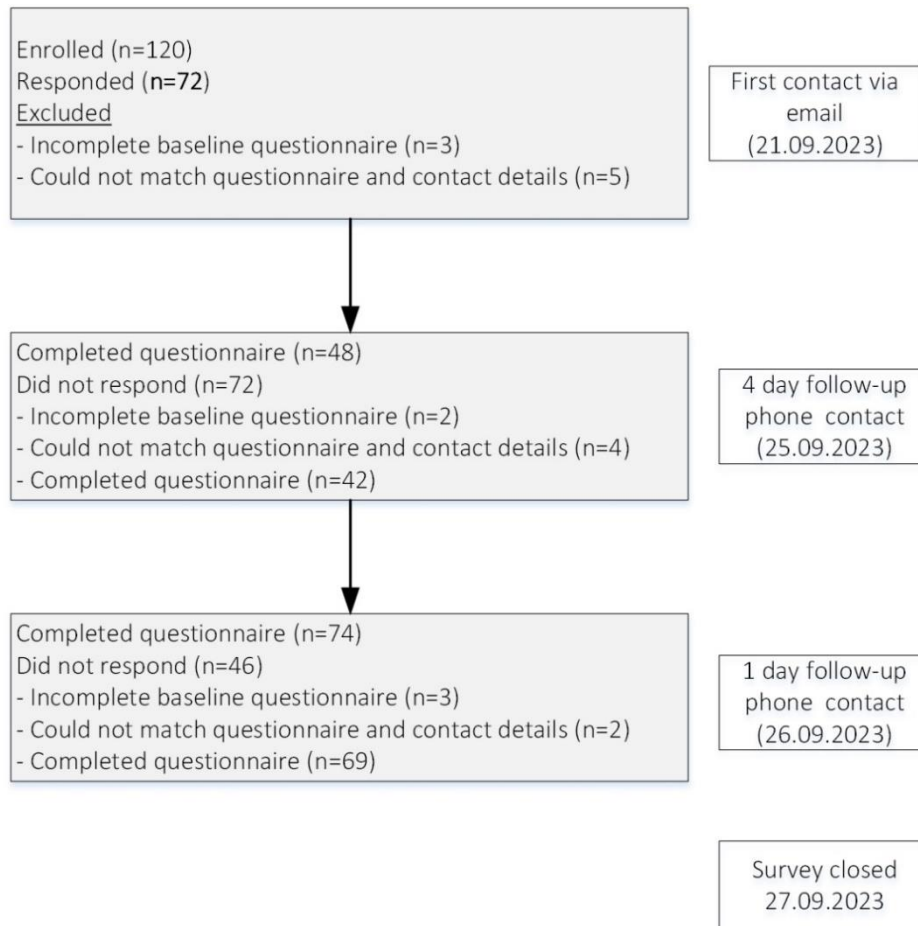 Enrolled (n=120)
Responded (n=72)
Excluded
- Incomplete baseline questionnaire (n=3)
- Could not match questionnaire and contact details (n=5)
First contact via
email
(21.09.2023)
Completed questionnaire (n=48)
Did not respond (n=72)
- Incomplete baseline questionnaire (n=2)
- Could not match questionnaire and contact details (n=4)
- Completed questionnaire (n=42)
4 day follow-up
phone contact
(25.09.2023)
Completed questionnaire (n=74)
Did not respond (n=46)
- Incomplete baseline questionnaire (n=3)
- Could not match questionnaire and contact details (n=2)
- Completed questionnaire (n=69)
1 day follow-up
phone contact
(26.09.2023)
Survey closed
27.09.2023